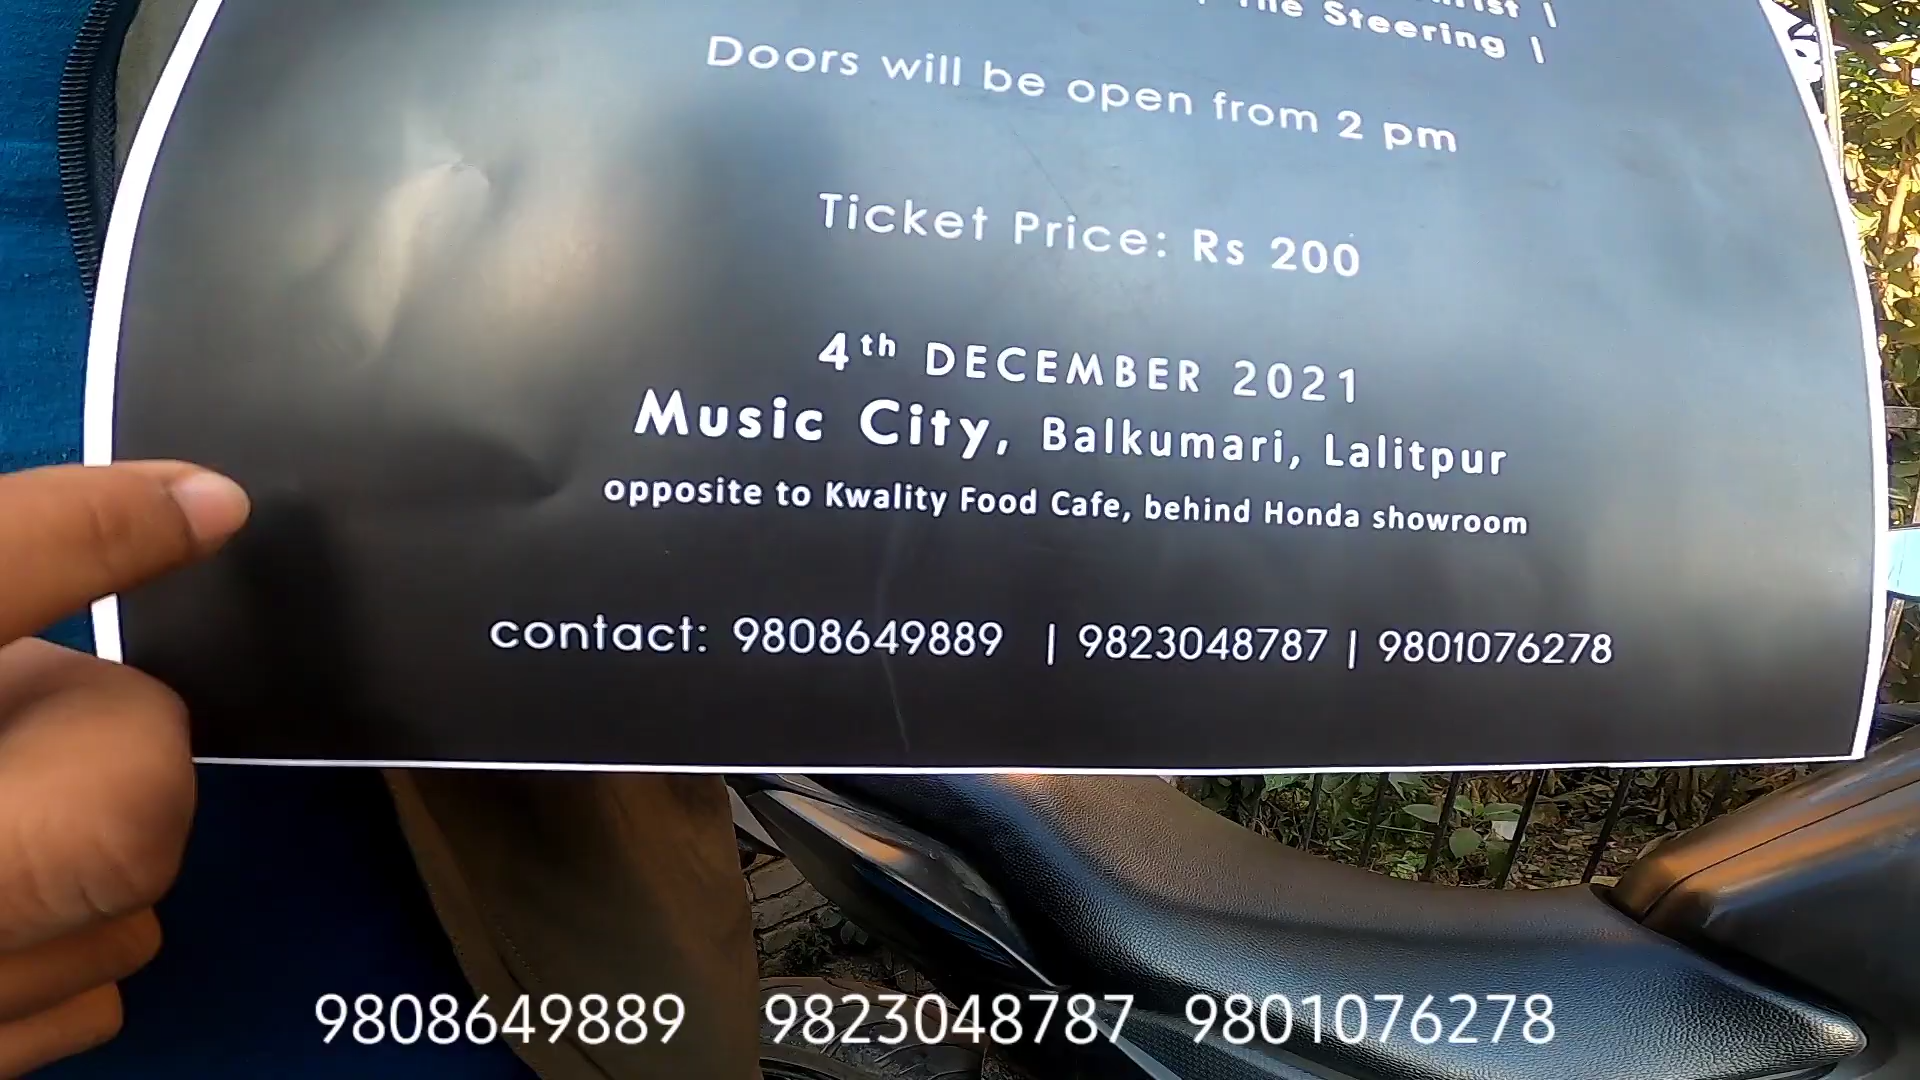 The Steering |
Doors will be open from 2 pm
Ticket Price: Rs 200
4th DECEMBER 2021
Music City, Balkumari, Lalitpur
opposite to Kwality Food Cafe, behind Honda showroom
contact: 9808649889 | 9823048787 | 9801076278
9808649889 9823048787 9801076278